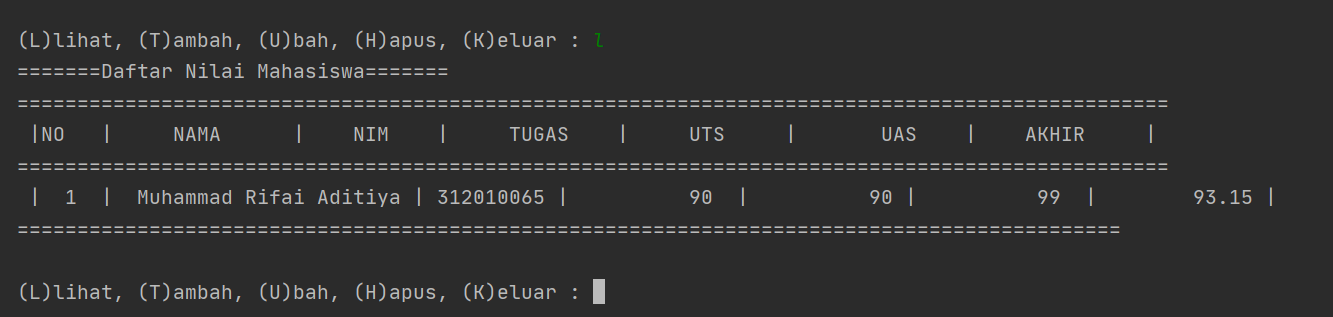 (L)lihat, (T)ambah, (U)bah, (H)apus, (K)eluar : l
=======Daftar Nilai Mahasiswa=======
================================================================================================
|NO   |     NAMA      |    NIM    |     TUGAS    |     UTS     |       UAS    |    AKHIR     |
================================================================================================
|  1  |  Muhammad Rifai Aditiya | 312010065 |          90  |          90 |          99  |        93.15 |
============================================================================================
(L)lihat, (T)ambah, (U)bah, (H)apus, (K)eluar :